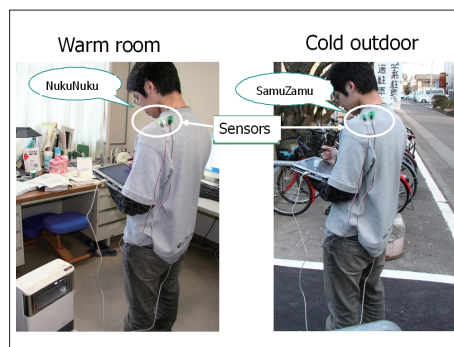 Warm room
Cold outdoor
NukuNuku
SamuZamu
Sensors